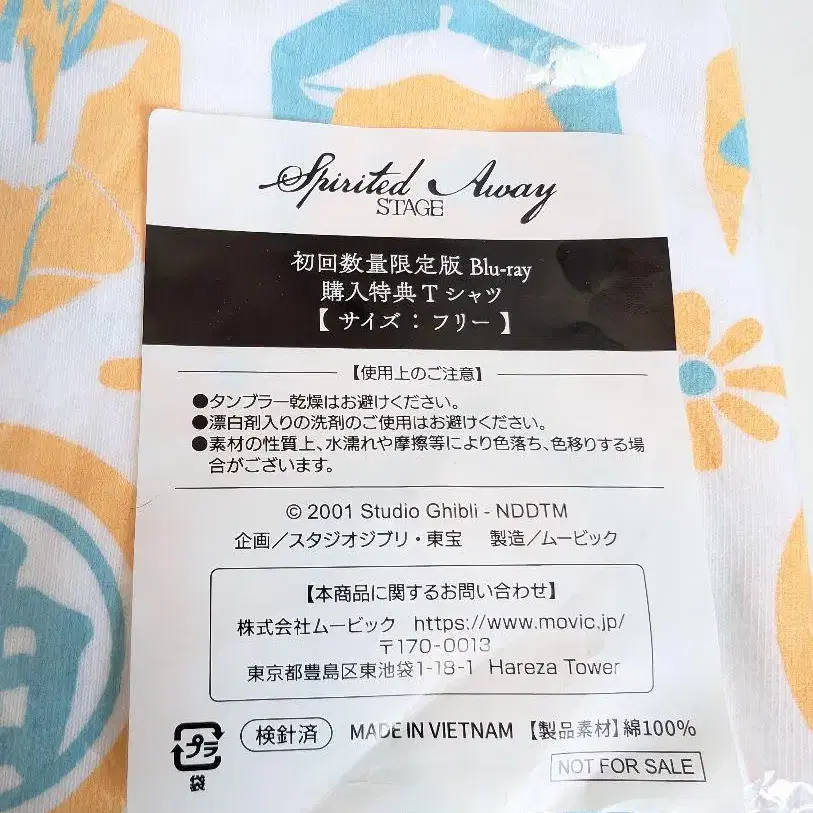 Spirited Away
STAGE
初回数量限定版 Blu-ray
購入特典 T シャツ
【 サイズ : フリー 】
【使用上のご注意】
●タンブラー乾燥はお避けください。
●漂白剤入りの洗剤のご使用はお避けください。
●素材の性質上、水濡れや摩擦等により色落ち、色移りする場
合がございます。
© 2001 Studio Ghibli - NDDTM
企画／スタジオジブリ・東宝 製造／ムービック
【本商品に関するお問い合わせ】
株式会社ムービック https://www.movic.jp/
〒170-0013
東京都豊島区東池袋1-18-1 Hareza Tower
プラ
袋
検針済
MADE IN VIETNAM 【製品素材】綿100%
NOT FOR SALE